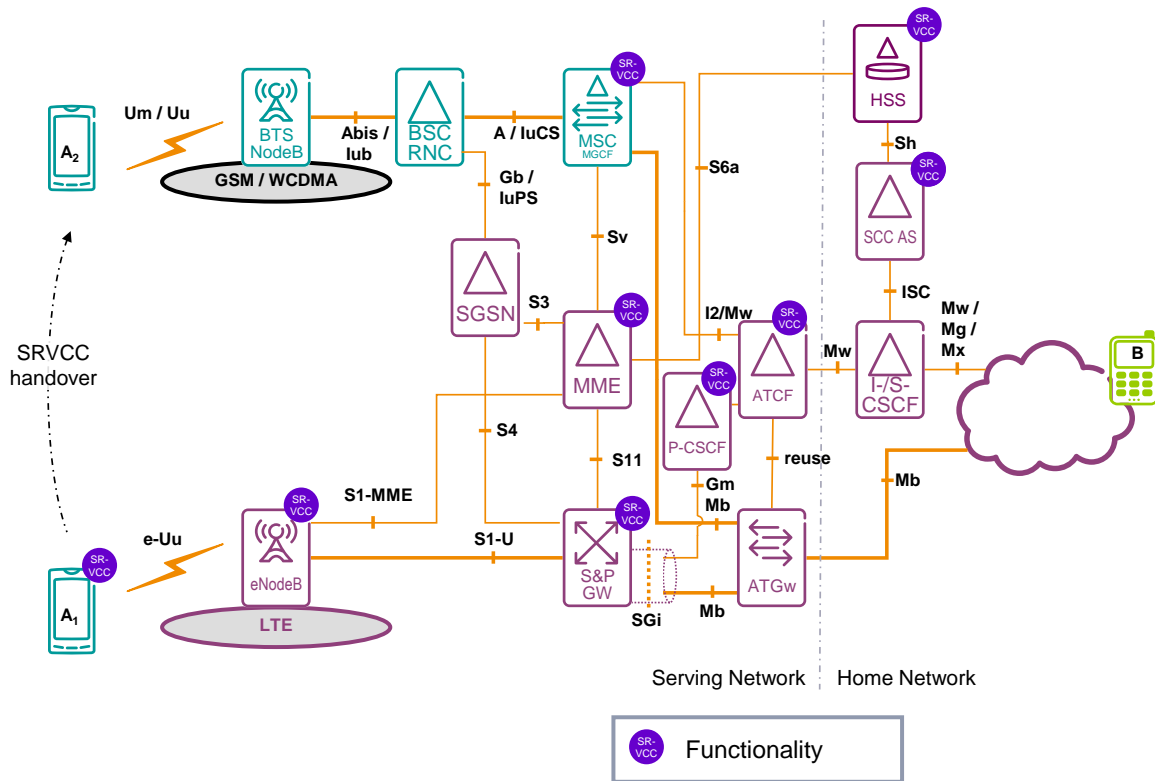 SR-
VCC
HSS
SR-
VCC
Um / Uu
A2
BTS
NodeB
GSM / WCDMA
Abis /
Iub
BSC
RNC
A / IuCS
MSC
MGCF
Gb /
IuPS
S6a
Sh
SR-
VCC
SCC AS
Sv
ISC
SGSN
S3
SR-
VCC
MME
I2/Mw
SR-
VCC
ATCF
Mw
I-/S-
CSCF
Mw /
Mg /
Mx
B
SR-
VCC
P-CSCF
SRVCC
handover
S4
S11
reuse
Gm
Mb
Mb
S1-MME
SR-
VCC
eNodeB
LTE
S1-U
SR-
VCC
S&P
GW
SGi
Mb
ATGw
e-Uu
SR-
VCC
A1
Serving Network
Home Network
SR-
VCC
Functionality